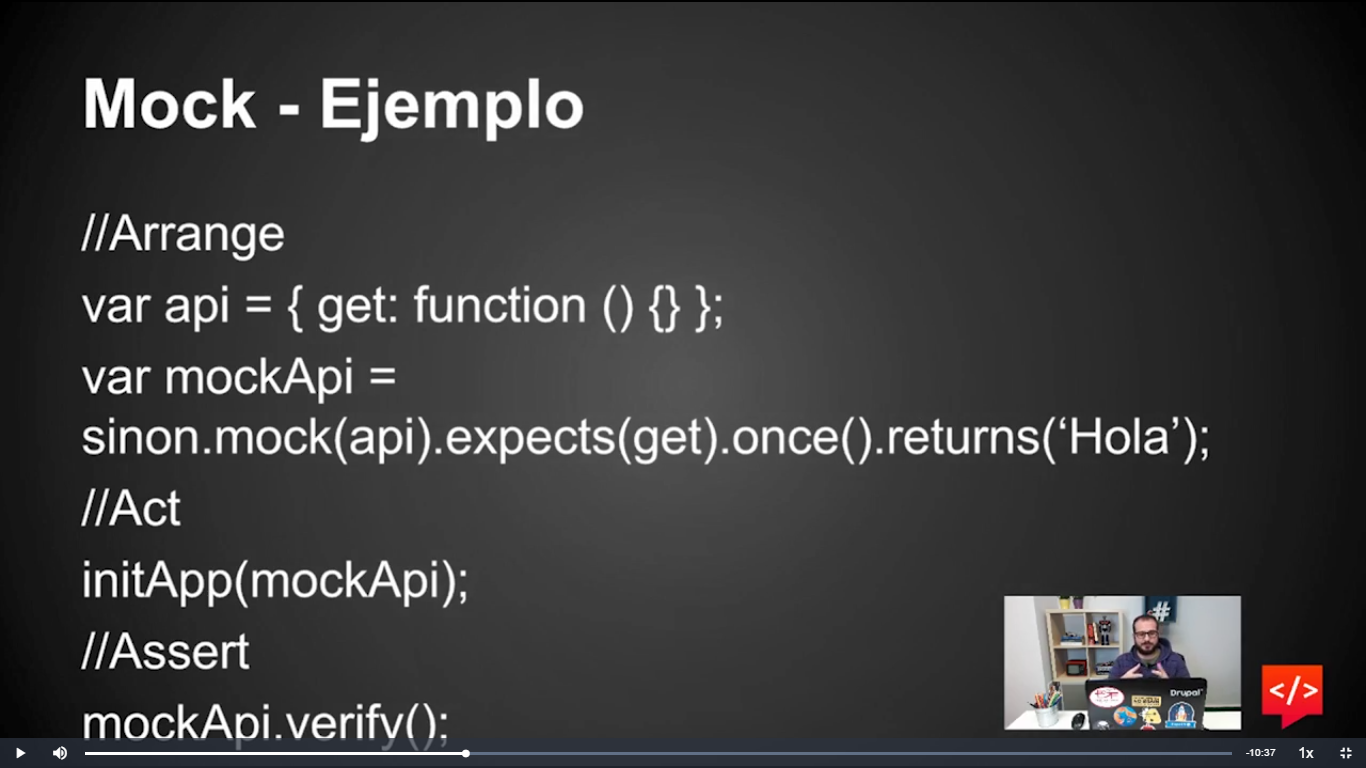 Mock - Ejemplo
//Arrange
var api = { get: function () {} };
var mockApi =
sinon.mock(api).expects(get).once().returns(‘Hola’);
//Act
initApp(mockApi);
//Assert
mockApi.verify();
#
Drupal
</>
-10:37
1x